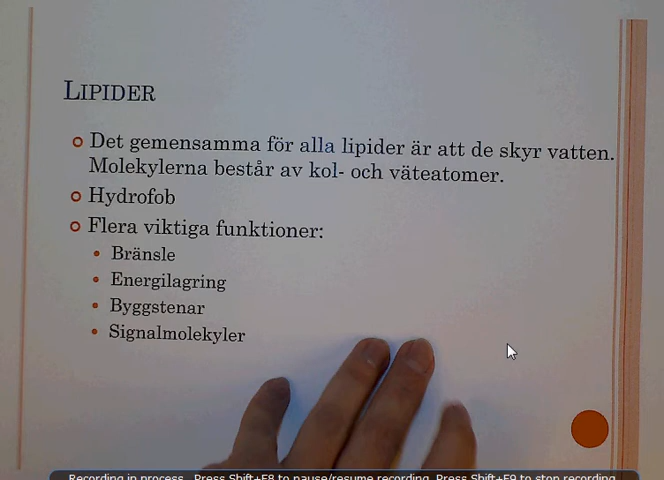 LIPIDER
Det gemensamma för alla lipider är att de skyr vatten.
Molekylerna består av kol- och väteatomer.
Hydrofob
Flera viktiga funktioner:
Bränsle
Energilagring
Byggstenar
Signalmolekyler
Recording in process. Press Shift+F8 to pause/resume recording. Press Shift+F9 to stop recording.